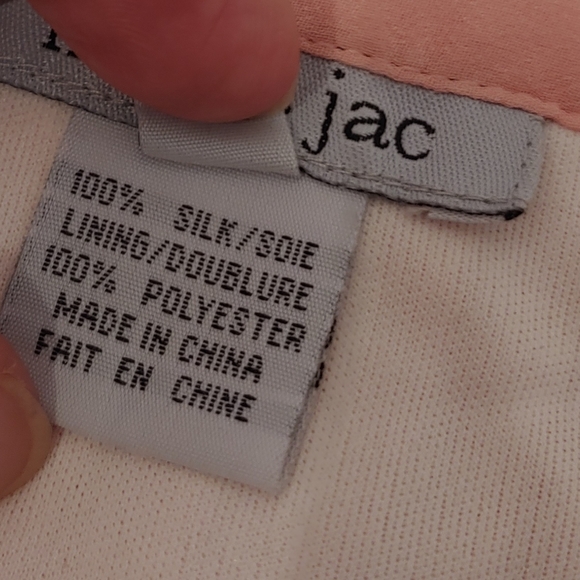 jac
100% SILK/SOIE
LINING/DOUBLURE
100% POLYESTER
MADE IN CHINA
FAIT EN CHINE